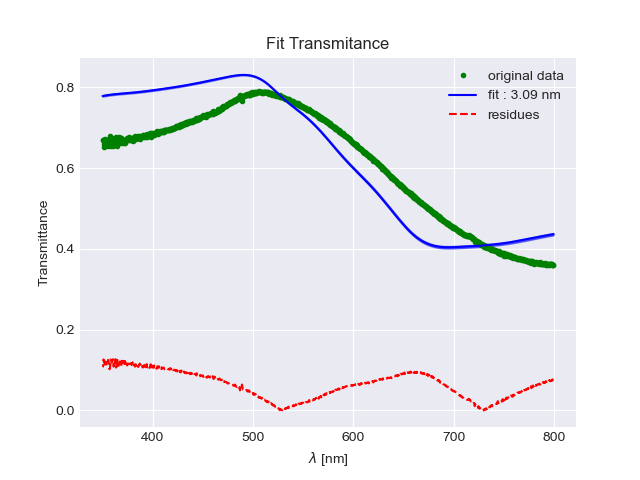 Fit Transmitance
original data
fit : 3.09 nm
residues
Transmittance
0.8
0.6
0.4
0.2
0.0
400 500 600 700 800
λ [nm]